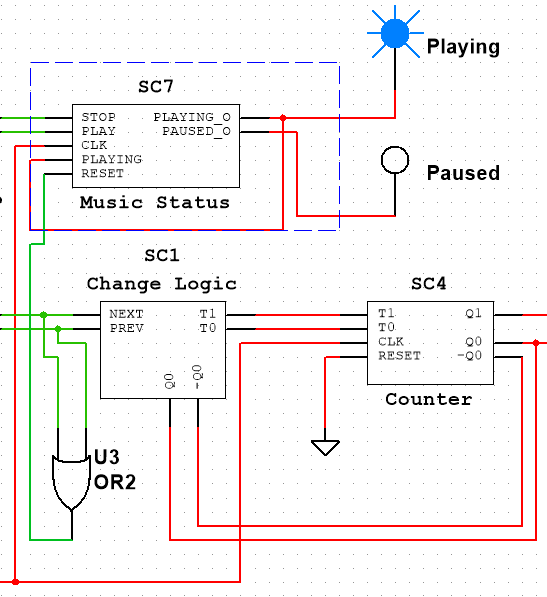 Playing
SC7
STOP PLAYING_O
PLAY PAUSED_O
CLK
PLAYING
RESET
Paused
Music Status
SC1
Change Logic
SC4
NEXT T1
PREV T0
Q0 -Q0
T1 Q1
T0
CLK Q0
RESET -Q0
Counter
U3
OR2